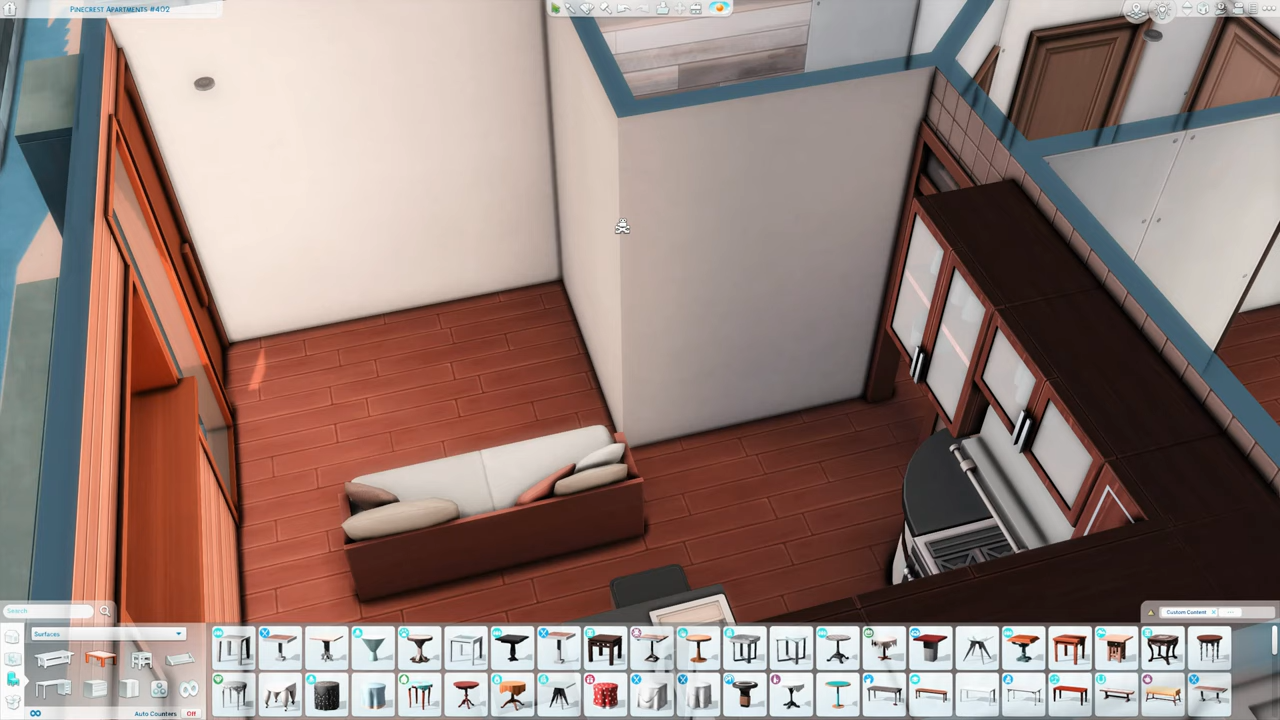 Pinecrest Apartments #402
Search
Custom Content X
Surfaces
Auto Counters Off